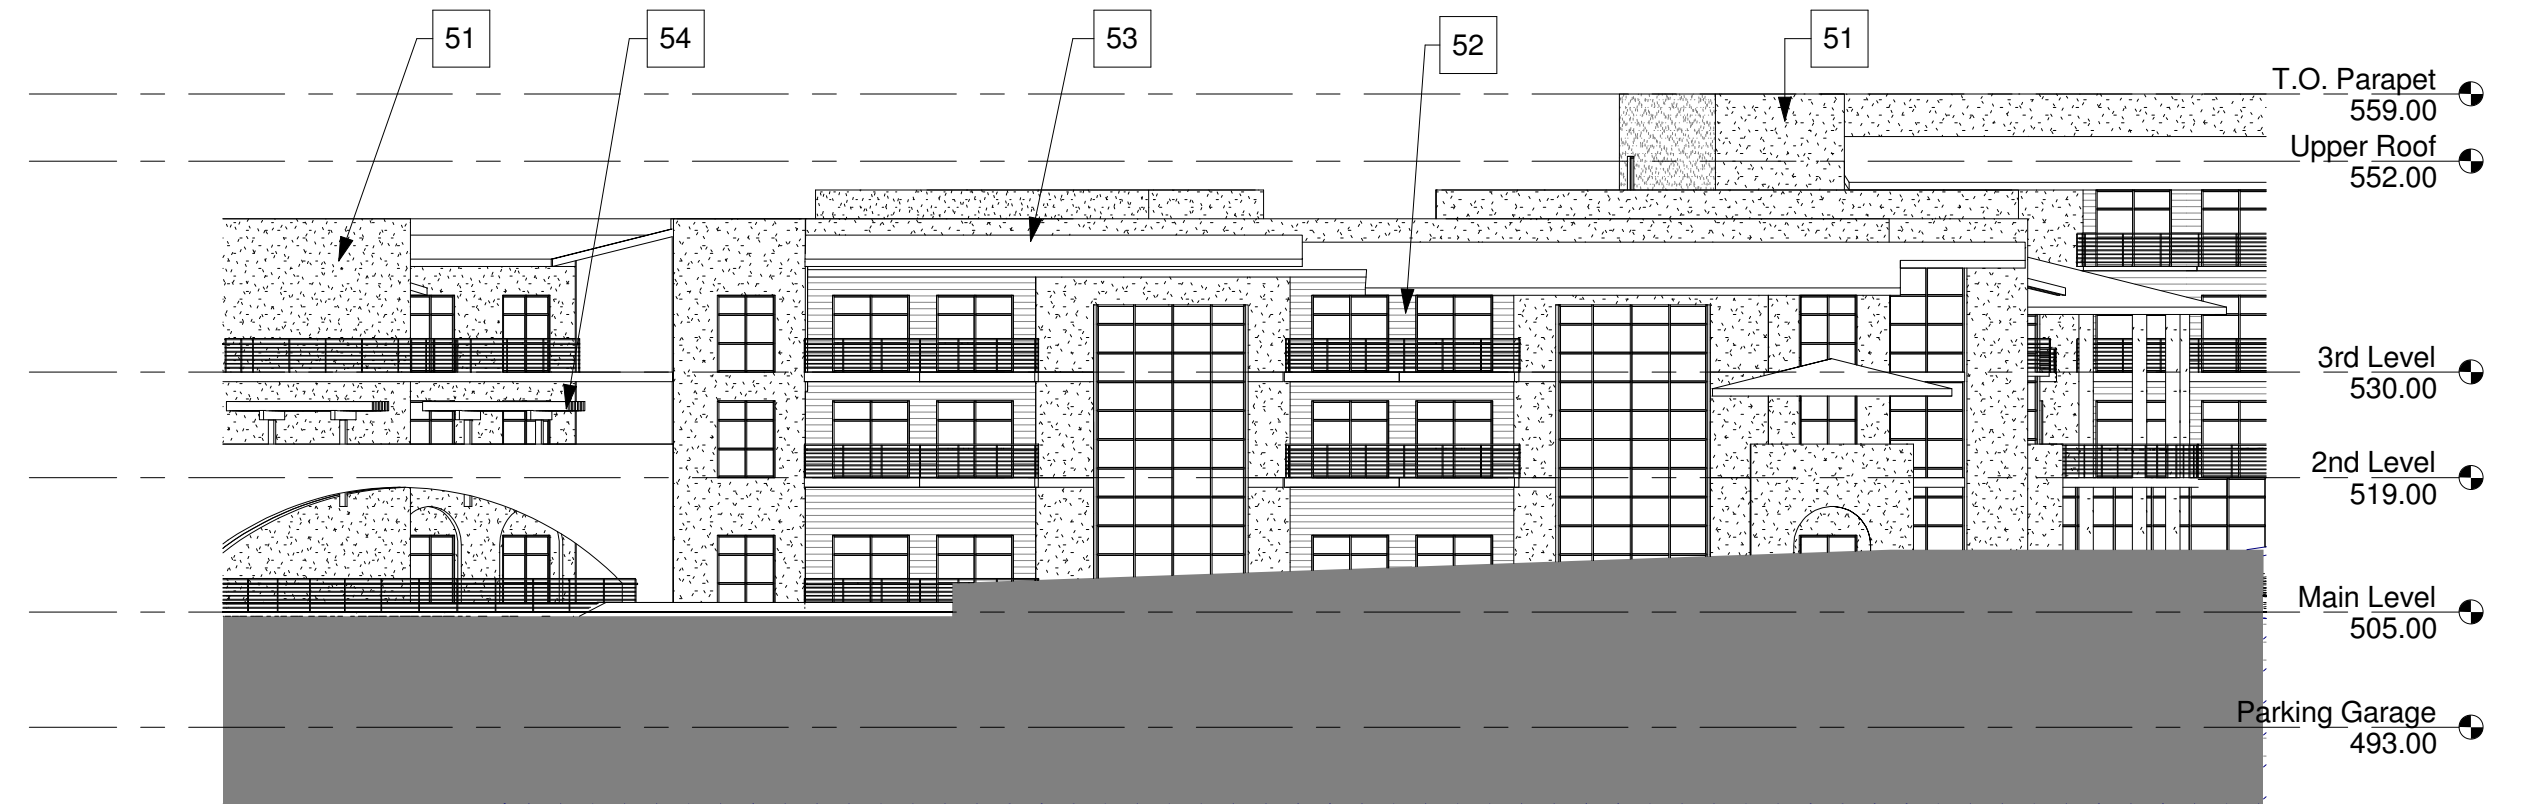 51
54
53
52
51
T.O. Parapet
559.00
Upper Roof
552.00
3rd Level
530.00
2nd Level
519.00
Main Level
505.00
Parking Garage
493.00